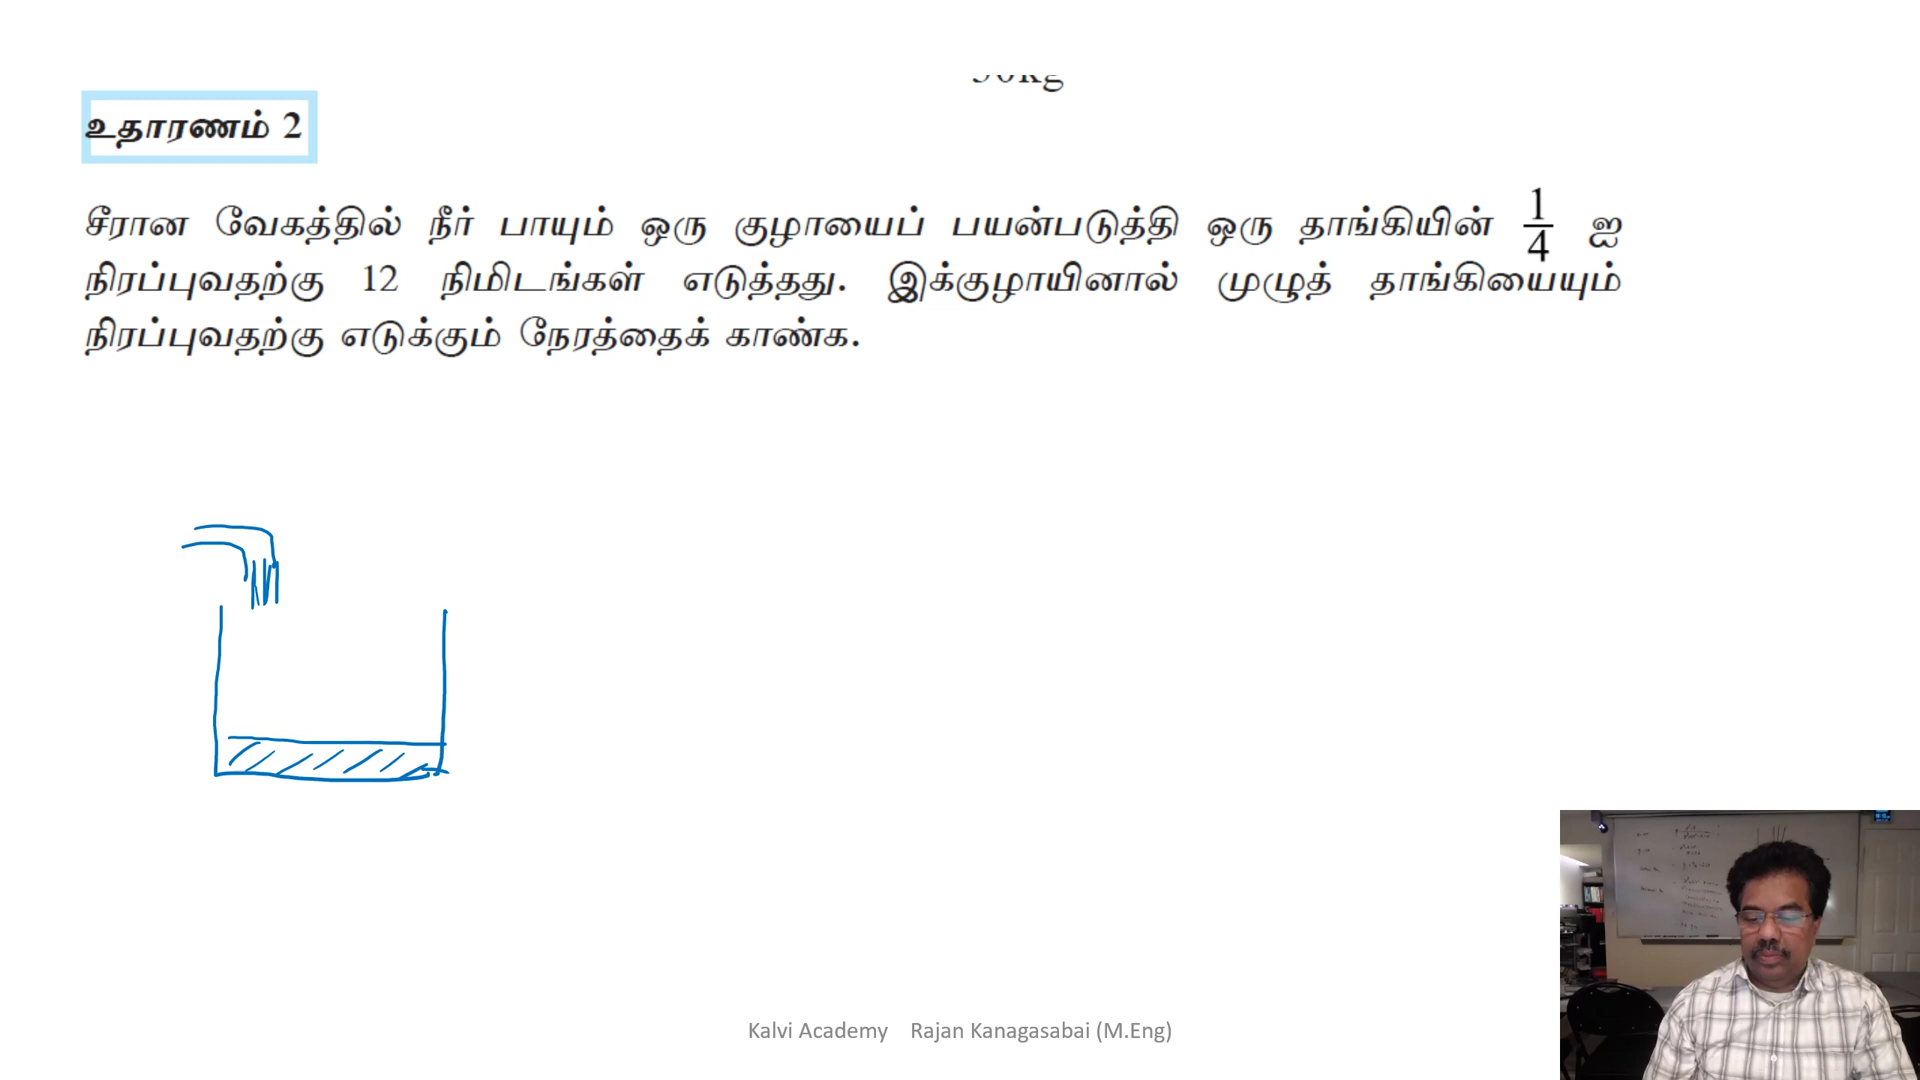 உதாரணம் 2
சீரான வேகத்தில் நீர் பாயும் ஒரு குழாயைப் பயன்படுத்தி ஒரு தாங்கியின் 1/4 ஐ
நிரப்புவதற்கு 12 நிமிடங்கள் எடுத்தது. இக்குழாயினால் முழுத் தாங்கியையும்
நிரப்புவதற்கு எடுக்கும் நேரத்தைக் காண்க.
Kalvi Academy Rajan Kanagasabai (M.Eng)